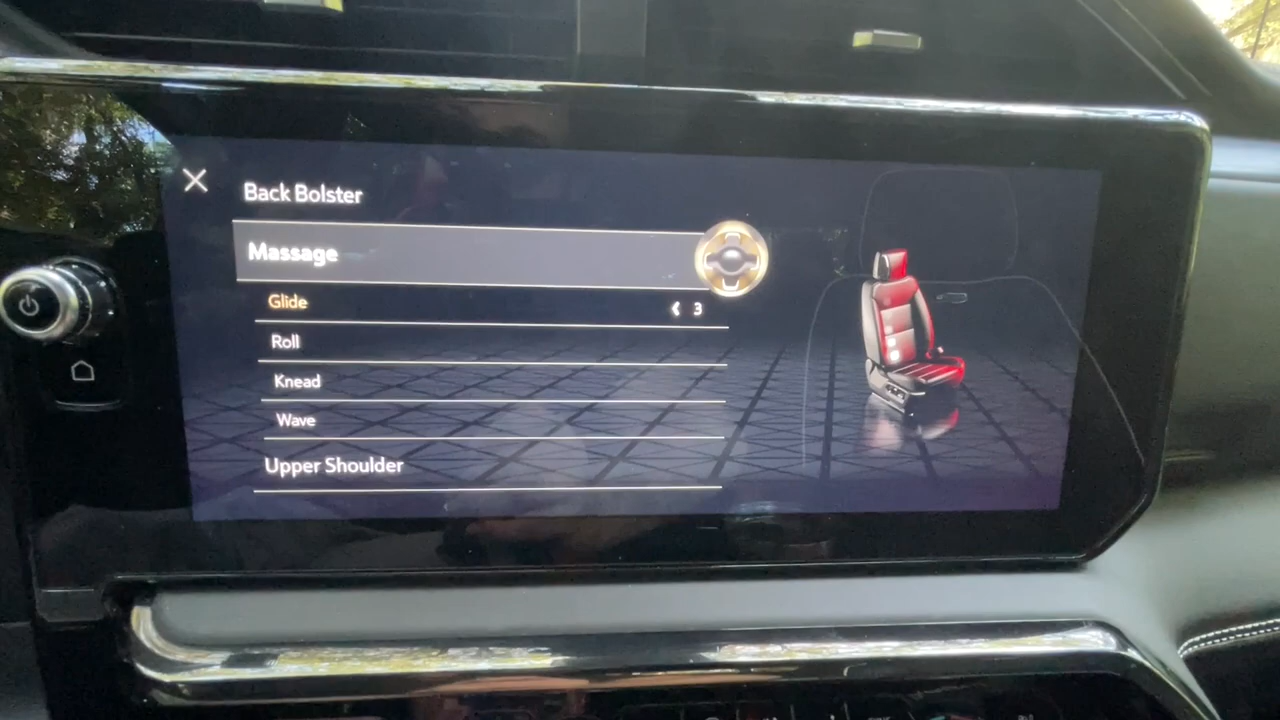 Back Bolster
Massage
Glide 3
Roll
Knead
Wave
Upper Shoulder